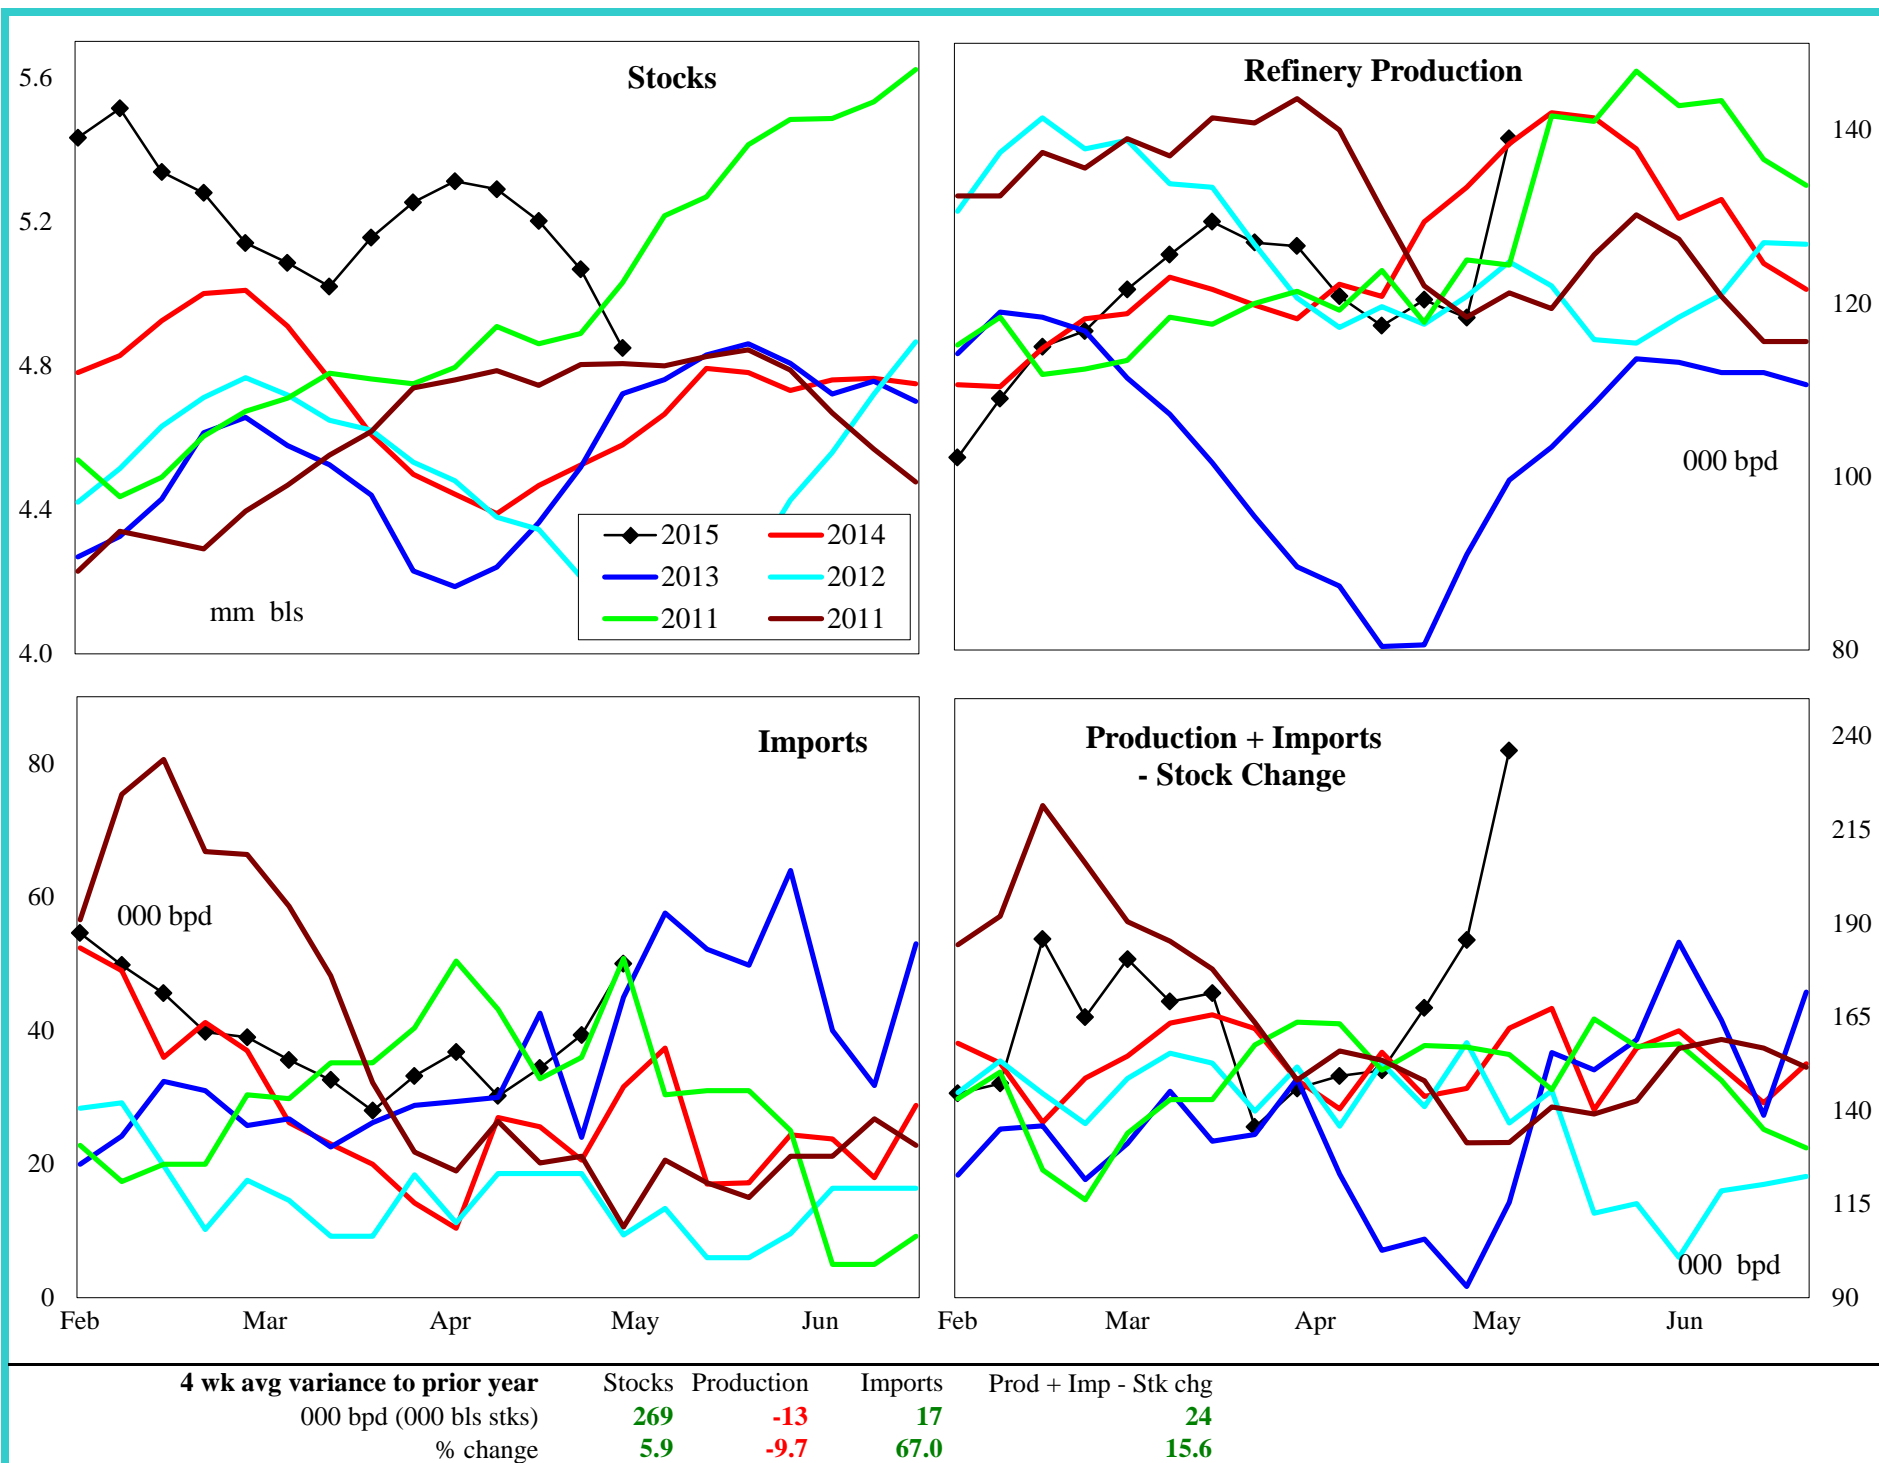 Stocks
5.6
5.2
4.8
4.4
4.0
mm bls
2015 2014
2013 2012
2011 2011
Refinery Production
140
120
100
80
000 bpd
Imports
80
60
40
20
0
000 bpd
Feb Mar Apr May Jun
Production + Imports
- Stock Change
240
215
190
165
140
115
90
000 bpd
Feb Mar Apr May Jun
4 wk avg variance to prior year Stocks Production Imports Prod + Imp - Stk chg
000 bpd (000 bls stks) 269 -13 17 24
% change 5.9 -9.7 67.0 15.6